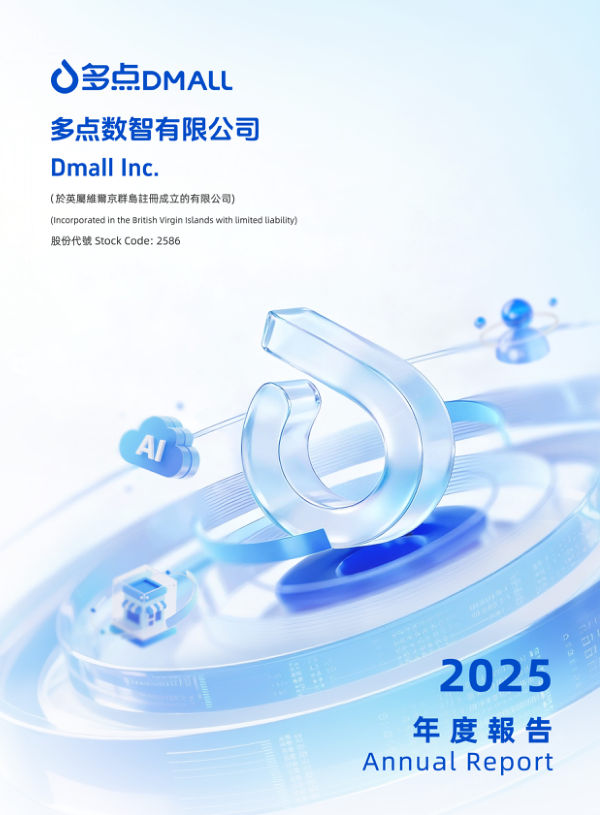 多点DMALL
多点数智有限公司
Dmall Inc.
(於英屬維爾京群島註冊成立的有限公司)
(Incorporated in the British Virgin Islands with limited liability)
股份代號 Stock Code: 2586
AI
2025
年度報告
Annual Report